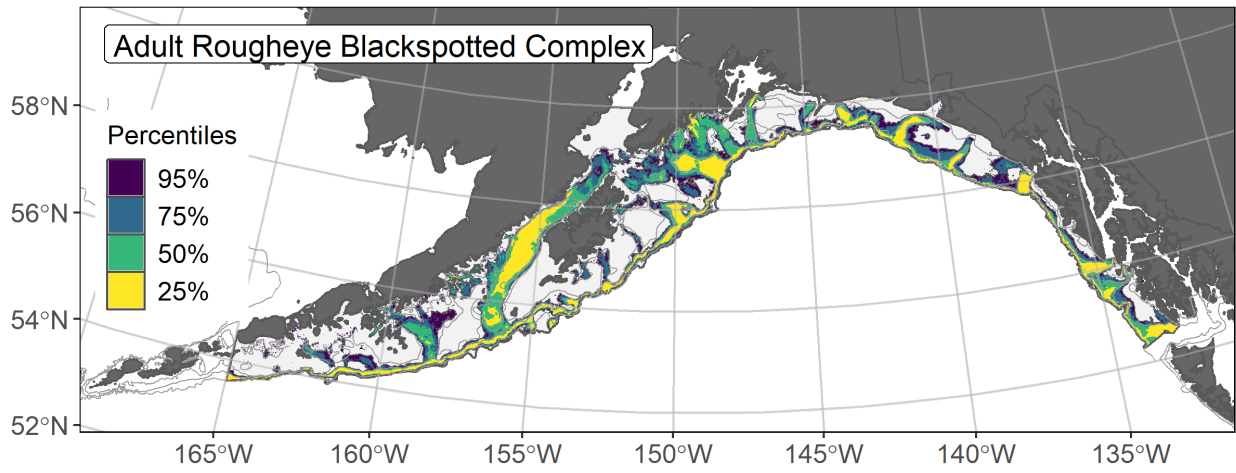 Adult Rougheye Blackspotted Complex
58°N
56°N
54°N
52°N
Percentiles
95%
75%
50%
25%
165°W
160°W
155°W
150°W
145°W
140°W
135°W